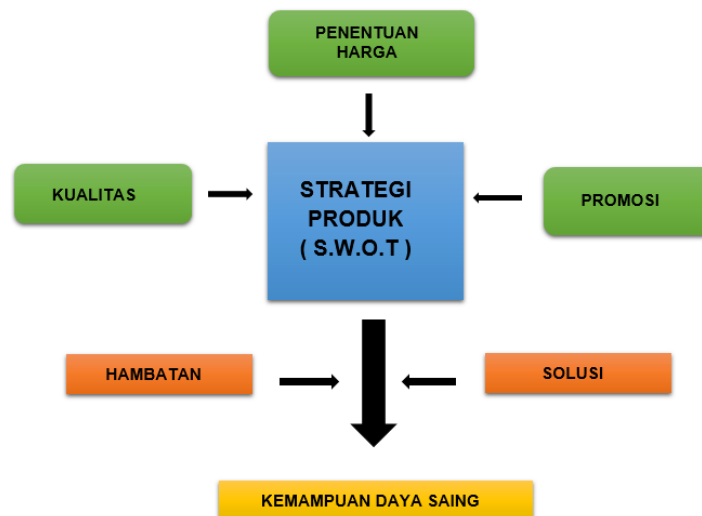 PENENTUAN
HARGA
KUALITAS
STRATEGI
PRODUK
( S.W.O.T )
PROMOSI
HAMBATAN
SOLUSI
KEMAMPUAN DAYA SAING